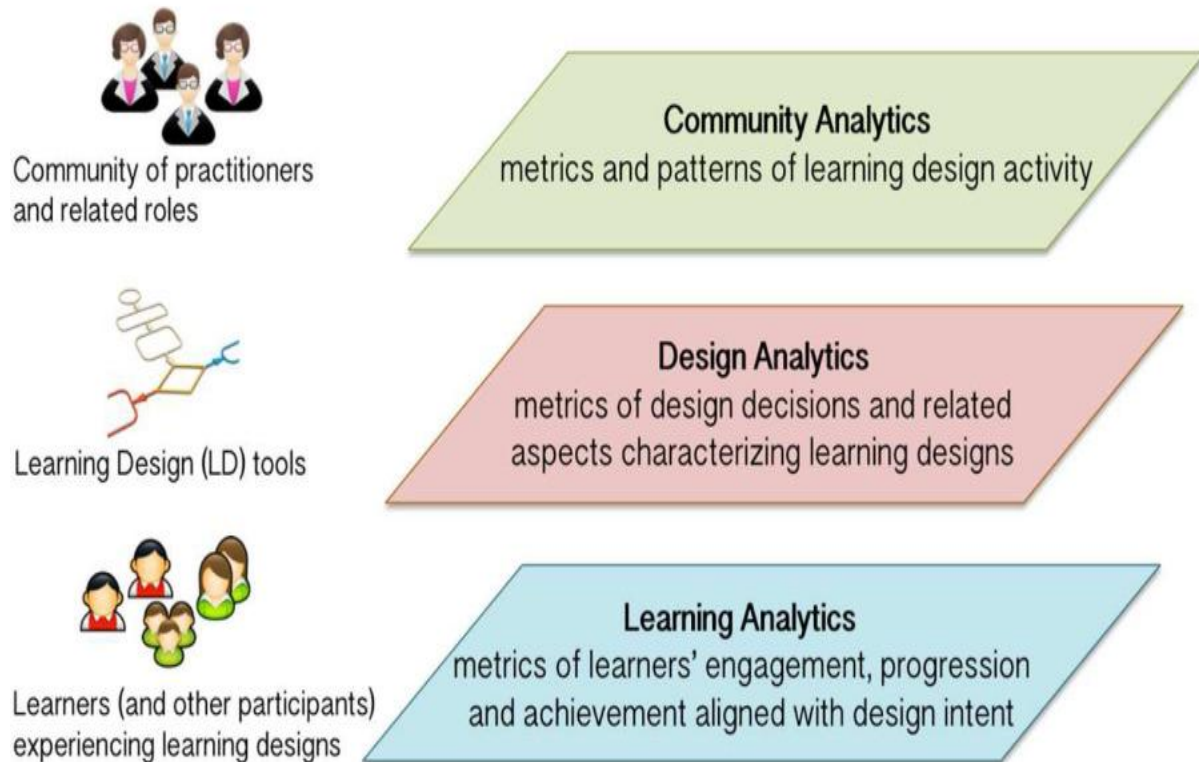 Community of practitioners
and related roles
Community Analytics
metrics and patterns of learning design activity
Learning Design (LD) tools
Design Analytics
metrics of design decisions and related
aspects characterizing learning designs
Learners (and other participants)
experiencing learning designs
Learning Analytics
metrics of learners’ engagement, progression
and achievement aligned with design intent